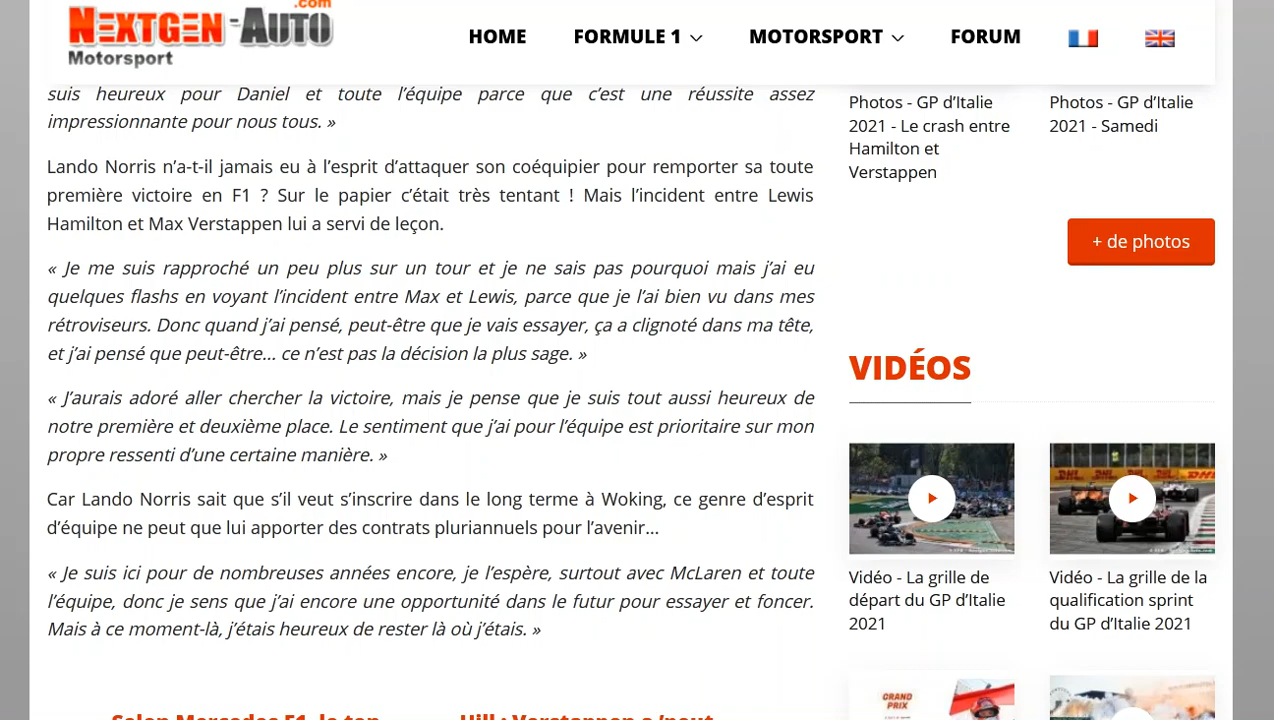 .com
NEXTGEN-AUTO
Motorsport
HOME
FORMULE 1
MOTORSPORT
FORUM
suis heureux pour Daniel et toute l’équipe parce que c’est une réussite assez
impressionnante pour nous tous. »
Lando Norris n’a-t-il jamais eu à l’esprit d’attaquer son coéquipier pour remporter sa toute
première victoire en F1 ? Sur le papier c’était très tentant ! Mais l’incident entre Lewis
Hamilton et Max Verstappen lui a servi de leçon.
« Je me suis rapproché un peu plus sur un tour et je ne sais pas pourquoi mais j’ai eu
quelques flashs en voyant l’incident entre Max et Lewis, parce que je l’ai bien vu dans mes
rétroviseurs. Donc quand j’ai pensé, peut-être que je vais essayer, ça a clignoté dans ma tête,
et j’ai pensé que peut-être... ce n’est pas la décision la plus sage. »
« J’aurais adoré aller chercher la victoire, mais je pense que je suis tout aussi heureux de
notre première et deuxième place. Le sentiment que j’ai pour l’équipe est prioritaire sur mon
propre ressenti d’une certaine manière. »
Car Lando Norris sait que s’il veut s’inscrire dans le long terme à Woking, ce genre d’esprit
d’équipe ne peut que lui apporter des contrats pluriannuels pour l’avenir...
« Je suis ici pour de nombreuses années encore, je l’espère, surtout avec McLaren et toute
l’équipe, donc je sens que j’ai encore une opportunité dans le futur pour essayer et foncer.
Mais à ce moment-là, j’étais heureux de rester là où j’étais. »
Selon Mercedes F1, le ton
Hill : Verstappen a ’peut
Photos - GP d’Italie
2021 - Le crash entre
Hamilton et
Verstappen
Photos - GP d’Italie
2021 - Samedi
+ de photos
VIDÉOS
Vidéo - La grille de
départ du GP d’Italie
2021
Vidéo - La grille de la
qualification sprint
du GP d’Italie 2021
GRAND
PRIX